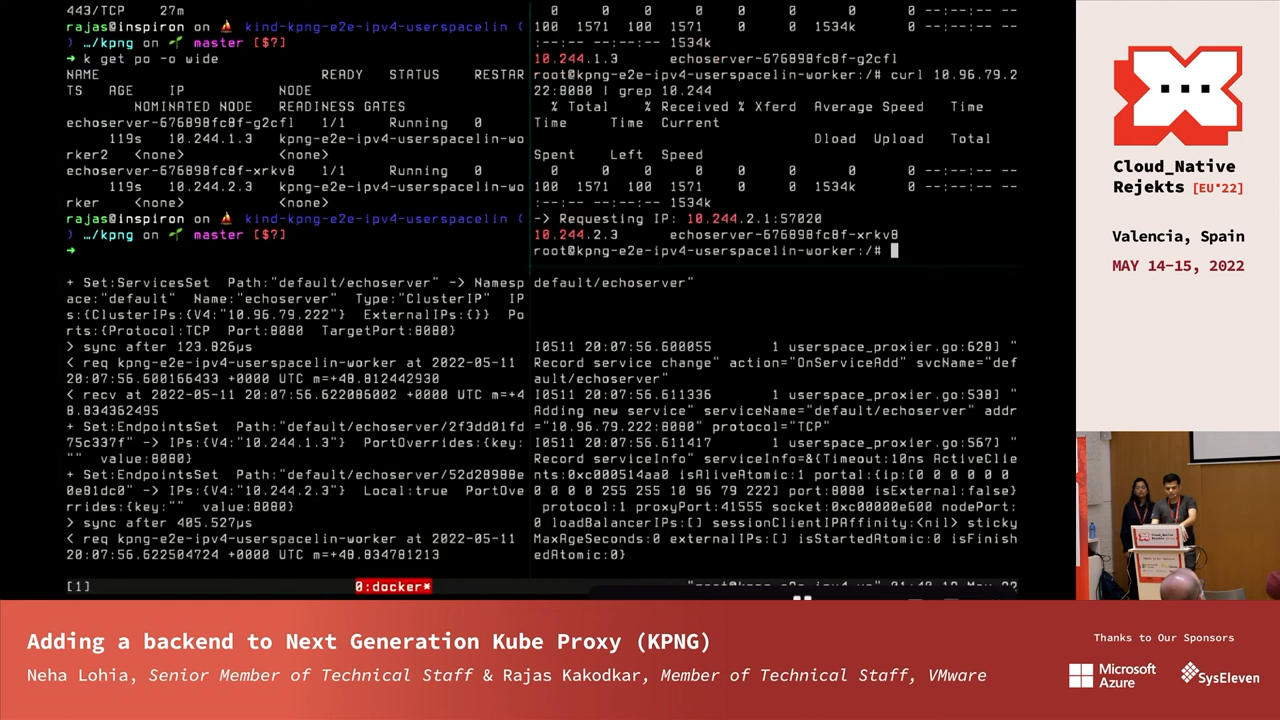 443/TCP   27m
rajas@inspiron on ⛵ kind-kpng-e2e-ipv4-userspacelin (
) …/kpng on 🌱 master [$?]
➜ k get po -o wide
NAME READY STATUS RESTAR
TS AGE IP NODE
NOMINATED NODE READINESS GATES
echoserver-676898fc8f-g2cfl 1/1 Running 0
119s 10.244.1.3 kpng-e2e-ipv4-userspacelin-wo
rker2 <none> <none>
echoserver-676898fc8f-xrkv8 1/1 Running 0
119s 10.244.2.3 kpng-e2e-ipv4-userspacelin-wo
rker <none> <none>
rajas@inspiron on ⛵ kind-kpng-e2e-ipv4-userspacelin (
) …/kpng on 🌱 master [$?]
➜
0 0 0 0 0 0 0 0 --:--:-- --
100 1571 100 1571 0 0 1534k 0 --:--:--
:--:-- --:--:-- 1534k
10.244.1.3 echoserver-676898fc8f-g2cfl
root@kpng-e2e-ipv4-userspacelin-worker:/# curl 10.96.79.2
22:8080 | grep 10.244
% Total % Received % Xferd Average Speed Time
Time Time Current
Dload Upload Total
Spent Left Speed
0 0 0 0 0 0 0 0 --:--:-- --
100 1571 100 1571 0 0 1534k 0 --:--:--
:--:-- --:--:-- 1534k
-> Requesting IP: 10.244.2.1:57020
10.244.2.3 echoserver-676898fc8f-xrkv8
root@kpng-e2e-ipv4-userspacelin-worker:/#
+ Set:ServicesSet Path:"default/echoserver" -> Namesp
ace:"default" Name:"echoserver" Type:"ClusterIP" IP
s:{ClusterIPs:{V4:"10.96.79.222"} ExternalIPs:{}} Po
rts:{Protocol:TCP Port:8080 TargetPort:8080}
> sync after 123.826µs
< req kpng-e2e-ipv4-userspacelin-worker at 2022-05-11
20:07:56.600166433 +0000 UTC m=+48.812442930
< recv at 2022-05-11 20:07:56.622086002 +0000 UTC m=+4
8.834362495
+ Set:EndpointsSet Path:"default/echoserver/2f3dd01fd
75c337f" -> IPs:{V4:"10.244.1.3"} PortOverrides:{key:
"" value:8080}
+ Set:EndpointsSet Path:"default/echoserver/52d28988e
0e81dc0" -> IPs:{V4:"10.244.2.3"} Local:true PortOve
rrides:{key:"" value:8080}
> sync after 405.527µs
< req kpng-e2e-ipv4-userspacelin-worker at 2022-05-11
20:07:56.622504724 +0000 UTC m=+48.834781213
default/echoserver"
I0511 20:07:56.600055 1 userspace_proxier.go:628] "
Record service change" action="OnServiceAdd" svcName="def
ault/echoserver"
I0511 20:07:56.611336 1 userspace_proxier.go:538] "
Adding new service" serviceName="default/echoserver" addr
="10.96.79.222:8080" protocol="TCP"
I0511 20:07:56.611417 1 userspace_proxier.go:567] "
Record serviceInfo" serviceInfo=&{Timeout:10ns ActiveClie
nts:0xc000514aa0 isAliveAtomic:1 portal:{ip:[0 0 0 0 0 0
0 0 0 0 255 255 10 96 79 222] port:8080 isExternal:false}
protocol:1 proxyPort:41555 socket:0xc00000e600 nodePort:
0 loadBalancerIPs:[] sessionClientIPAffinity:<nil> sticky
MaxAgeSeconds:0 externalIPs:[] isStartedAtomic:0 isFinish
edAtomic:0}
[1] 0:docker*
Cloud_Native
Rejekts [EU'22]
Valencia, Spain
MAY 14-15, 2022
Adding a backend to Next Generation Kube Proxy (KPNG)
Neha Lohia, Senior Member of Technical Staff & Rajas Kakodkar, Member of Technical Staff, VMware
Thanks to Our Sponsors
Microsoft
Azure
SysEleven